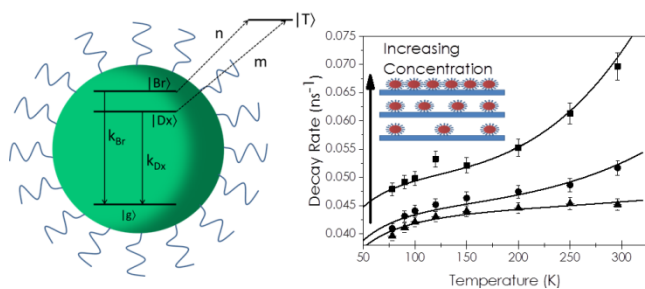 n
|T⟩
m
|Br⟩
|Dx⟩
k_Br
k_Dx
|g⟩
Decay Rate (ns⁻¹)
0.075
0.070
0.065
0.060
0.055
0.050
0.045
0.040
Increasing
Concentration
50
100
150
200
250
300
Temperature (K)